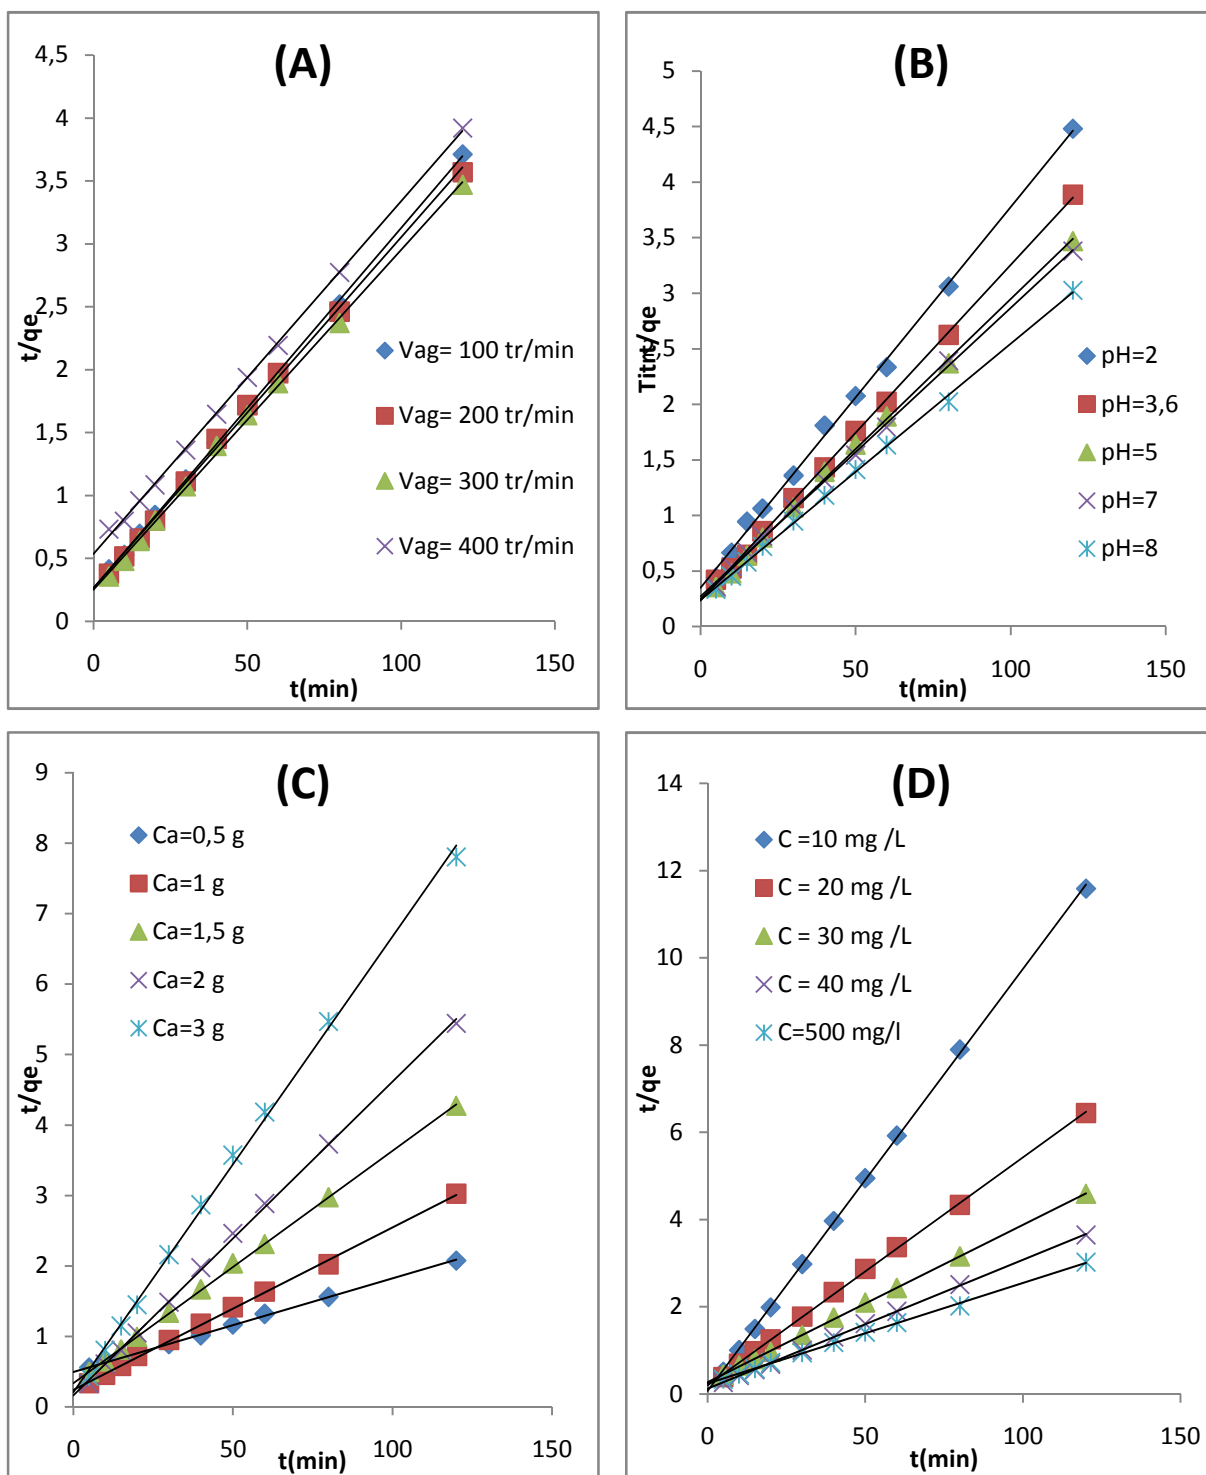 (A)
4,5
4
3,5
3
2,5
2
1,5
1
0,5
0
t/qe
Vag= 100 tr/min
Vag= 200 tr/min
Vag= 300 tr/min
Vag= 400 tr/min
0 50 100 150
t(min)
(B)
5
4,5
4
3,5
3
2,5
2
1,5
1
0,5
0
pH=2
pH=3,6
pH=5
pH=7
pH=8
0 50 100 150
t(min)
(C)
9
8
7
6
5
4
3
2
1
0
t/qe
Ca=0,5 g
Ca=1 g
Ca=1,5 g
Ca=2 g
Ca=3 g
0 50 100 150
t(min)
(D)
14
12
10
8
6
4
2
0
t/qe
C =10 mg /L
C = 20 mg /L
C = 30 mg /L
C = 40 mg /L
C=500 mg/l
0 50 100 150
t(min)